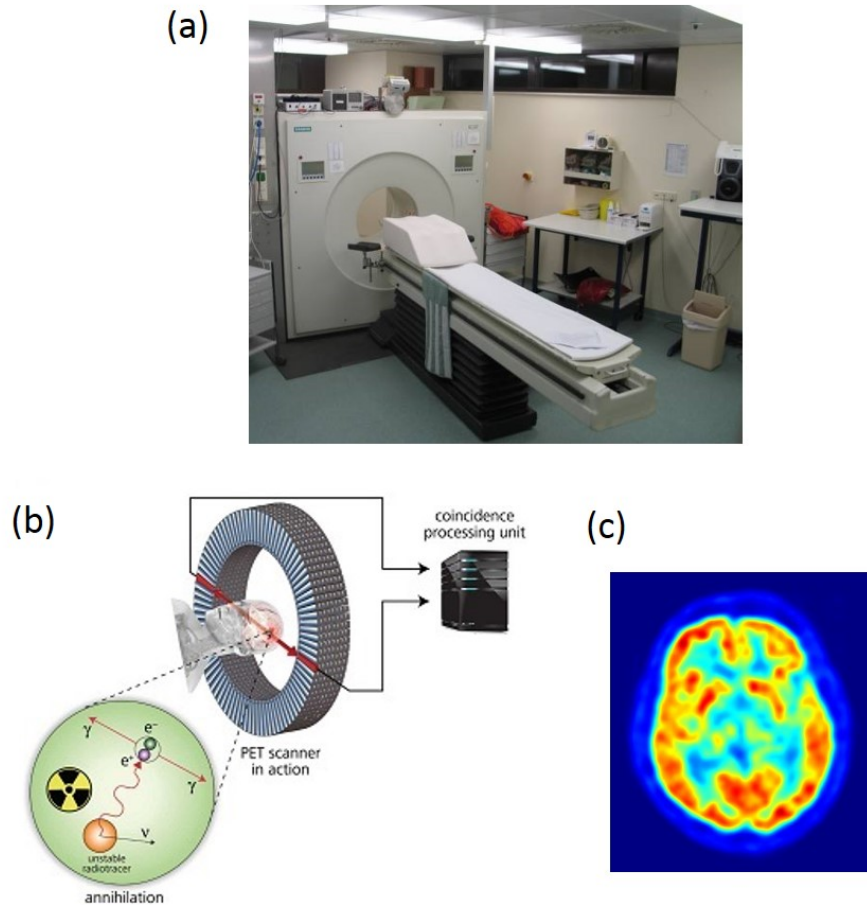 (a)
SIEMENS
(b)
coincidence
processing unit
(c)
PET scanner
in action
e⁻
γ
e⁺
γ
ν
unstable
radiotracer
annihilation